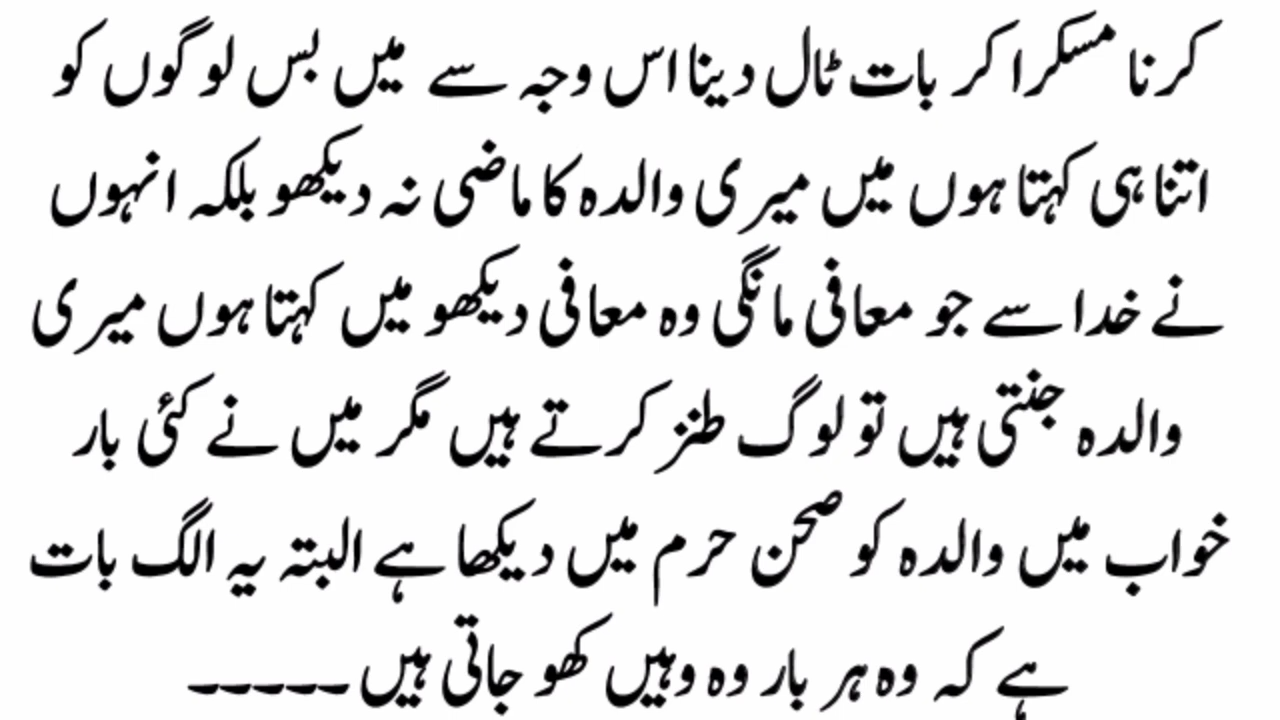 کرنا مسکرا کر بات ٹال دینا اس وجہ سے میں بس لوگوں کو
اتنا ہی کہتا ہوں میں میری والدہ کا ماضی نہ دیکھو بلکہ انہوں
نے خدا سے جو معافی مانگی وہ معافی دیکھو میں کہتا ہوں میری
والدہ جنتی ہیں تو لوگ طنز کرتے ہیں مگر میں نے کئی بار
خواب میں والدہ کو صحن حرم میں دیکھا ہے البتہ یہ الگ بات
ہے کہ وہ ہر بار وہ وہیں کھو جاتی ہیں ۔۔۔۔۔